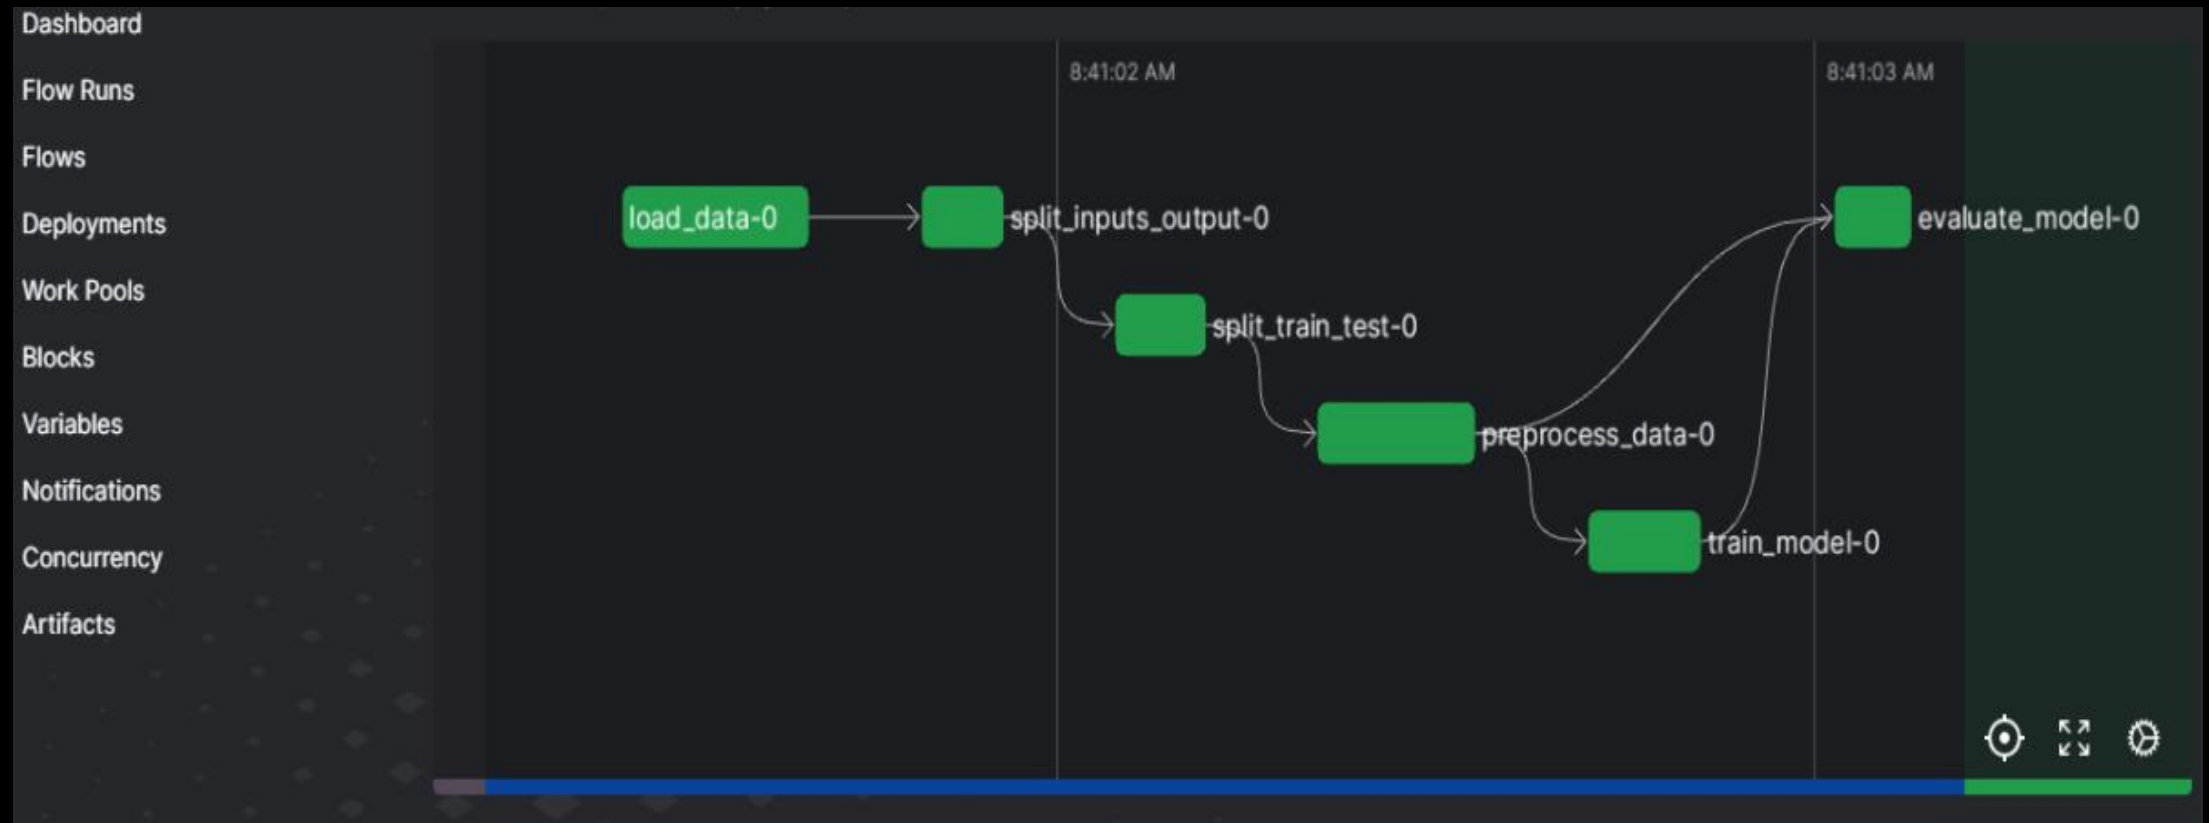 Dashboard
Flow Runs
Flows
Deployments
Work Pools
Blocks
Variables
Notifications
Concurrency
Artifacts
8:41:02 AM
8:41:03 AM
load_data-0
split_inputs_output-0
evaluate_model-0
split_train_test-0
preprocess_data-0
train_model-0